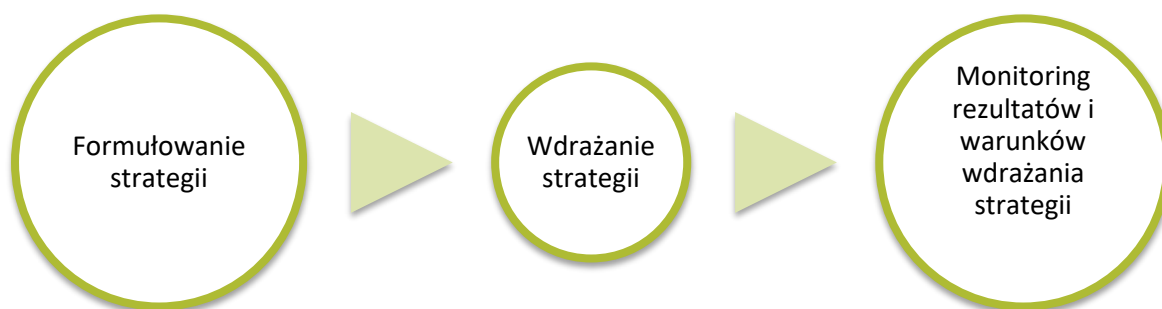 Formułowanie
strategii
Wdrażanie
strategii
Monitoring
rezultatów i
warunków
wdrażania
strategii